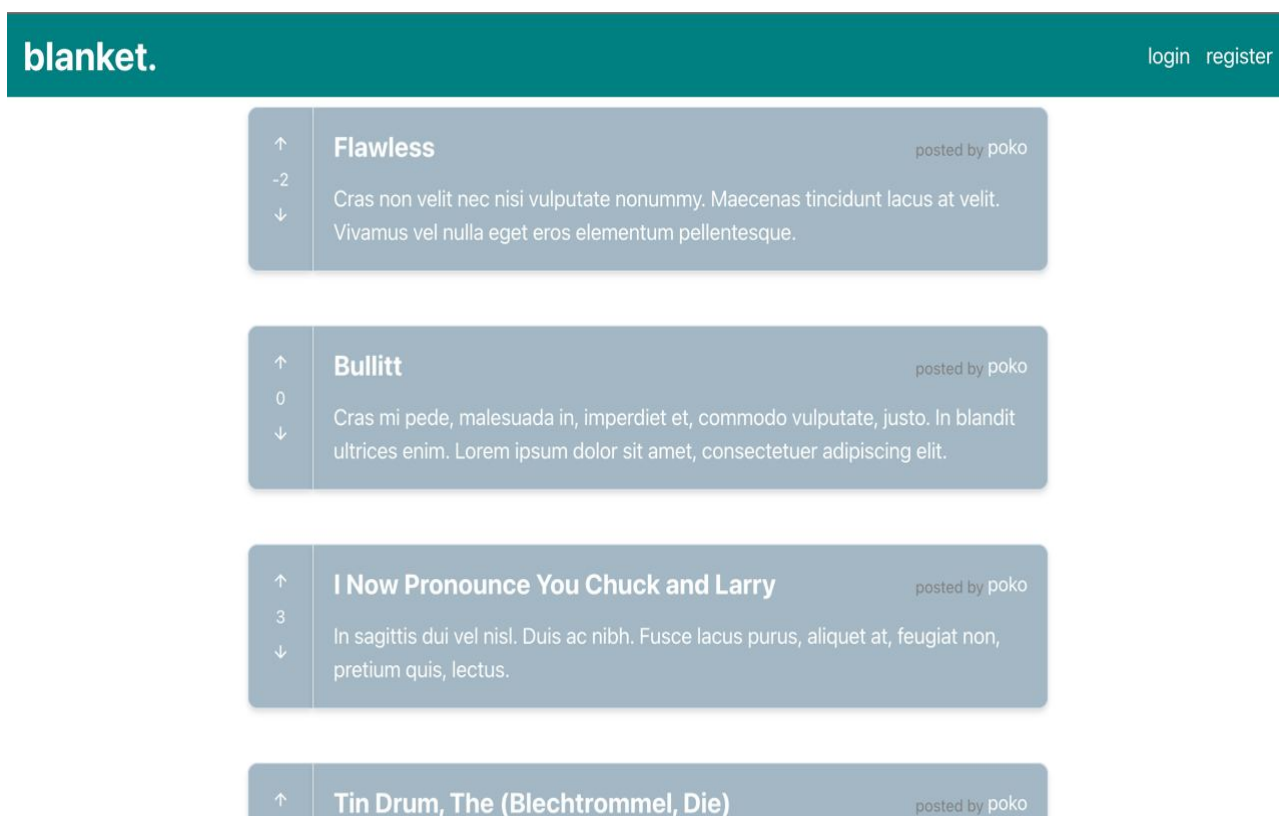 blanket.
login register
↑
-2
↓
Flawless
posted by poko
Cras non velit nec nisi vulputate nonummy. Maecenas tincidunt lacus at velit.
Vivamus vel nulla eget eros elementum pellentesque.
↑
0
↓
Bullitt
posted by poko
Cras mi pede, malesuada in, imperdiet et, commodo vulputate, justo. In blandit
ultrices enim. Lorem ipsum dolor sit amet, consectetuer adipiscing elit.
↑
3
↓
I Now Pronounce You Chuck and Larry
posted by poko
In sagittis dui vel nisl. Duis ac nibh. Fusce lacus purus, aliquet at, feugiat non,
pretium quis, lectus.
↑
Tin Drum, The (Blechtrommel, Die)
posted by poko